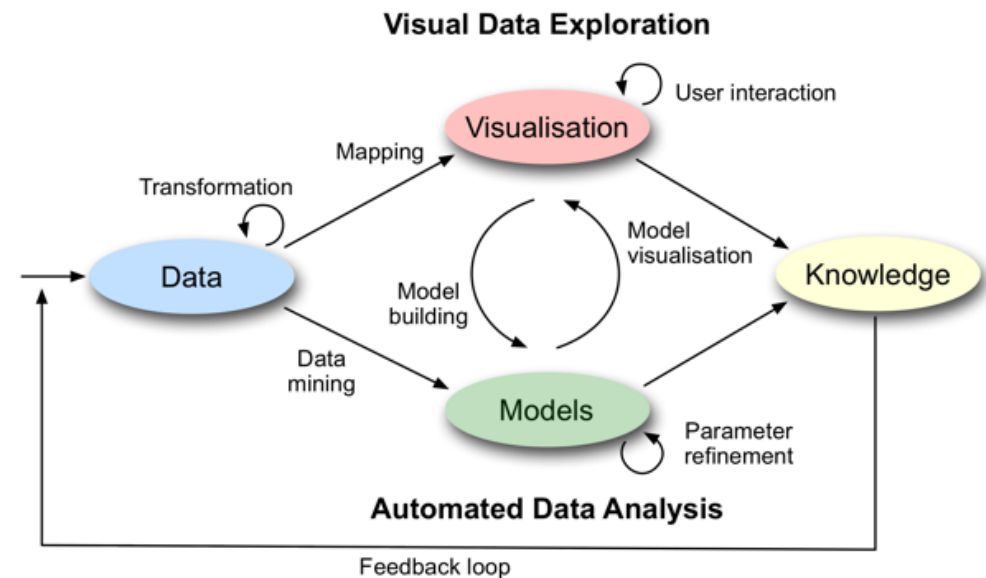 Visual Data Exploration
User interaction
Visualisation
Mapping
Transformation
Model
visualisation
Data
Knowledge
Model
building
Data
mining
Models
Parameter
refinement
Automated Data Analysis
Feedback loop